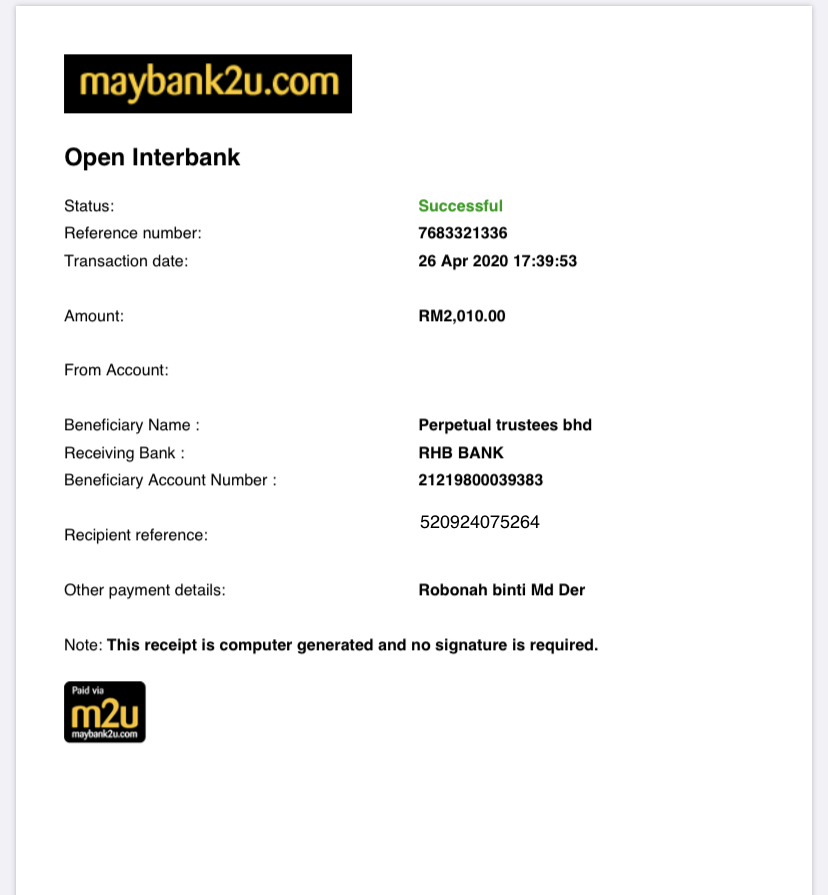 maybank2u.com
Open Interbank
Status: Successful
Reference number: 7683321336
Transaction date: 26 Apr 2020 17:39:53
Amount: RM2,010.00
From Account:
Beneficiary Name : Perpetual trustees bhd
Receiving Bank : RHB BANK
Beneficiary Account Number : 21219800039383
Recipient reference: 520924075264
Other payment details: Robonah binti Md Der
Note: This receipt is computer generated and no signature is required.
Paid via
m2u
maybank2u.com